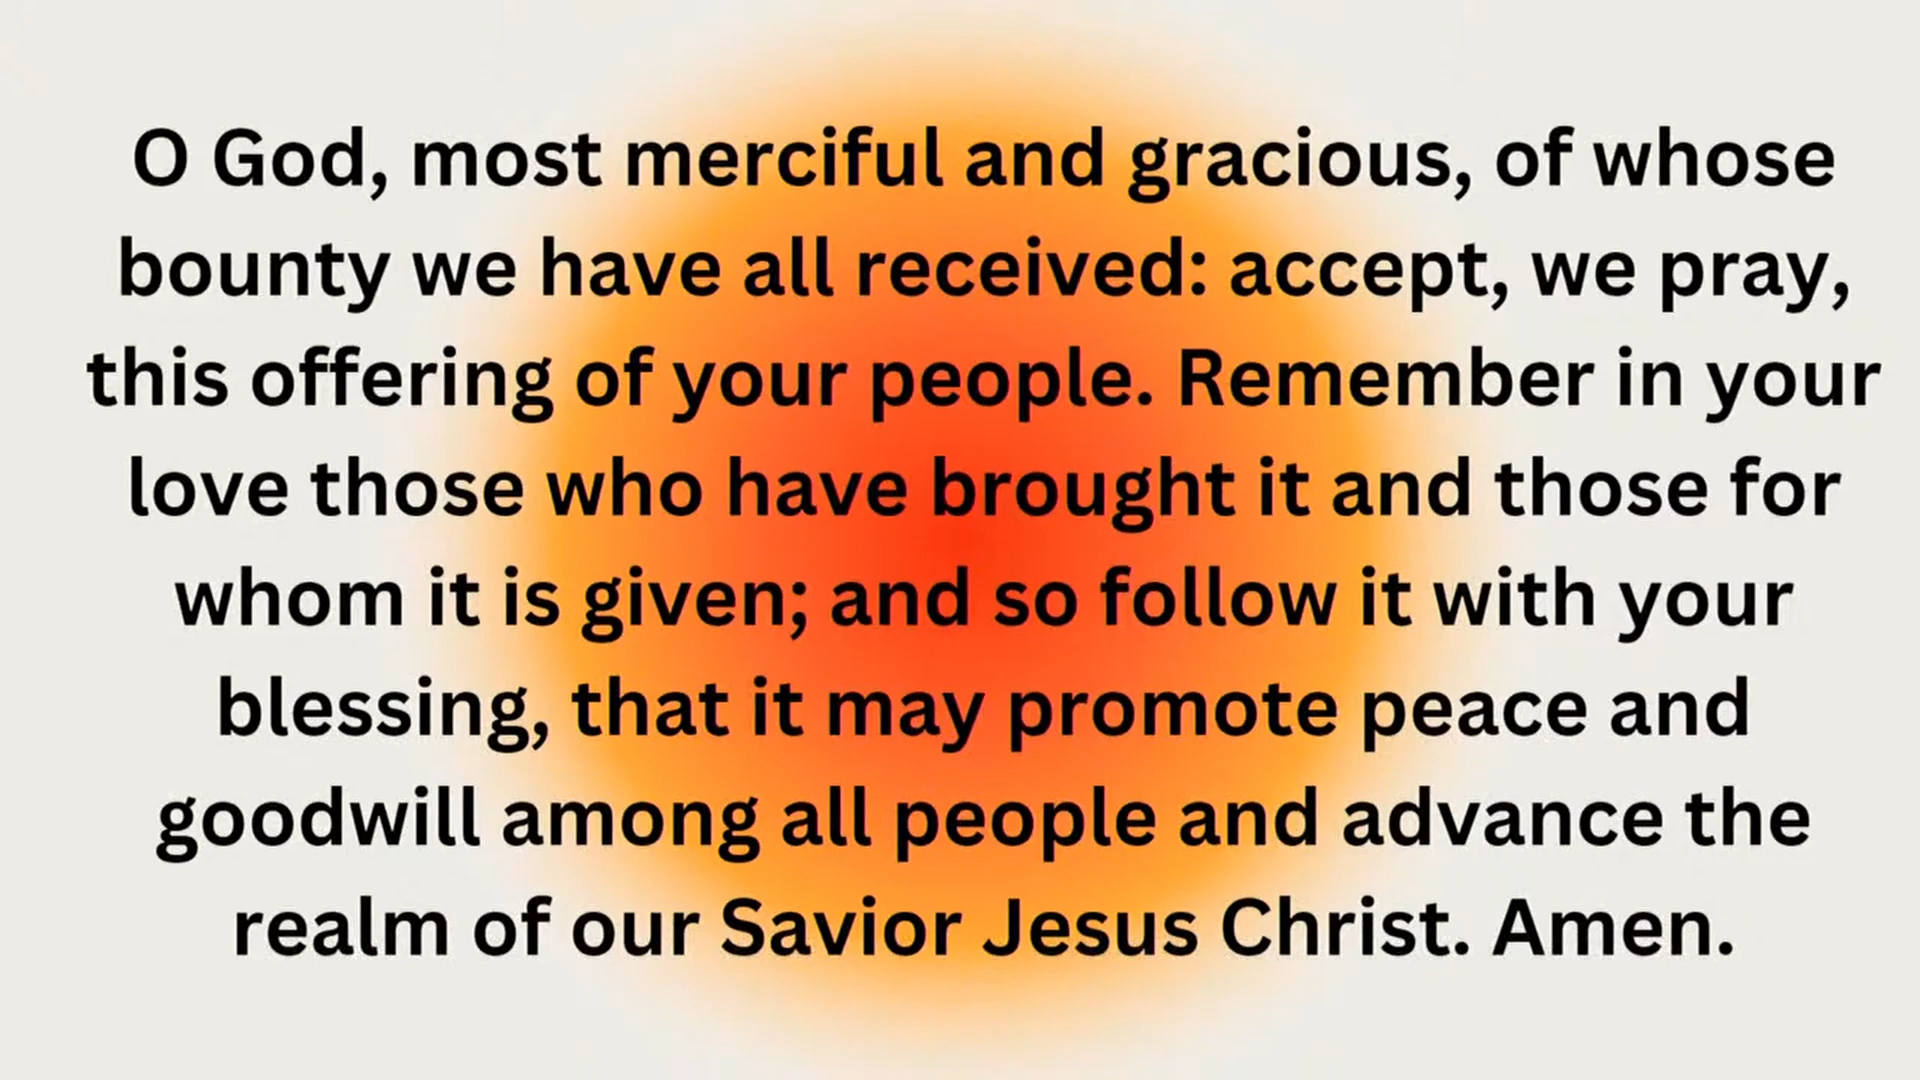 O God, most merciful and gracious, of whose
bounty we have all received: accept, we pray,
this offering of your people. Remember in your
love those who have brought it and those for
whom it is given; and so follow it with your
blessing, that it may promote peace and
goodwill among all people and advance the
realm of our Savior Jesus Christ. Amen.